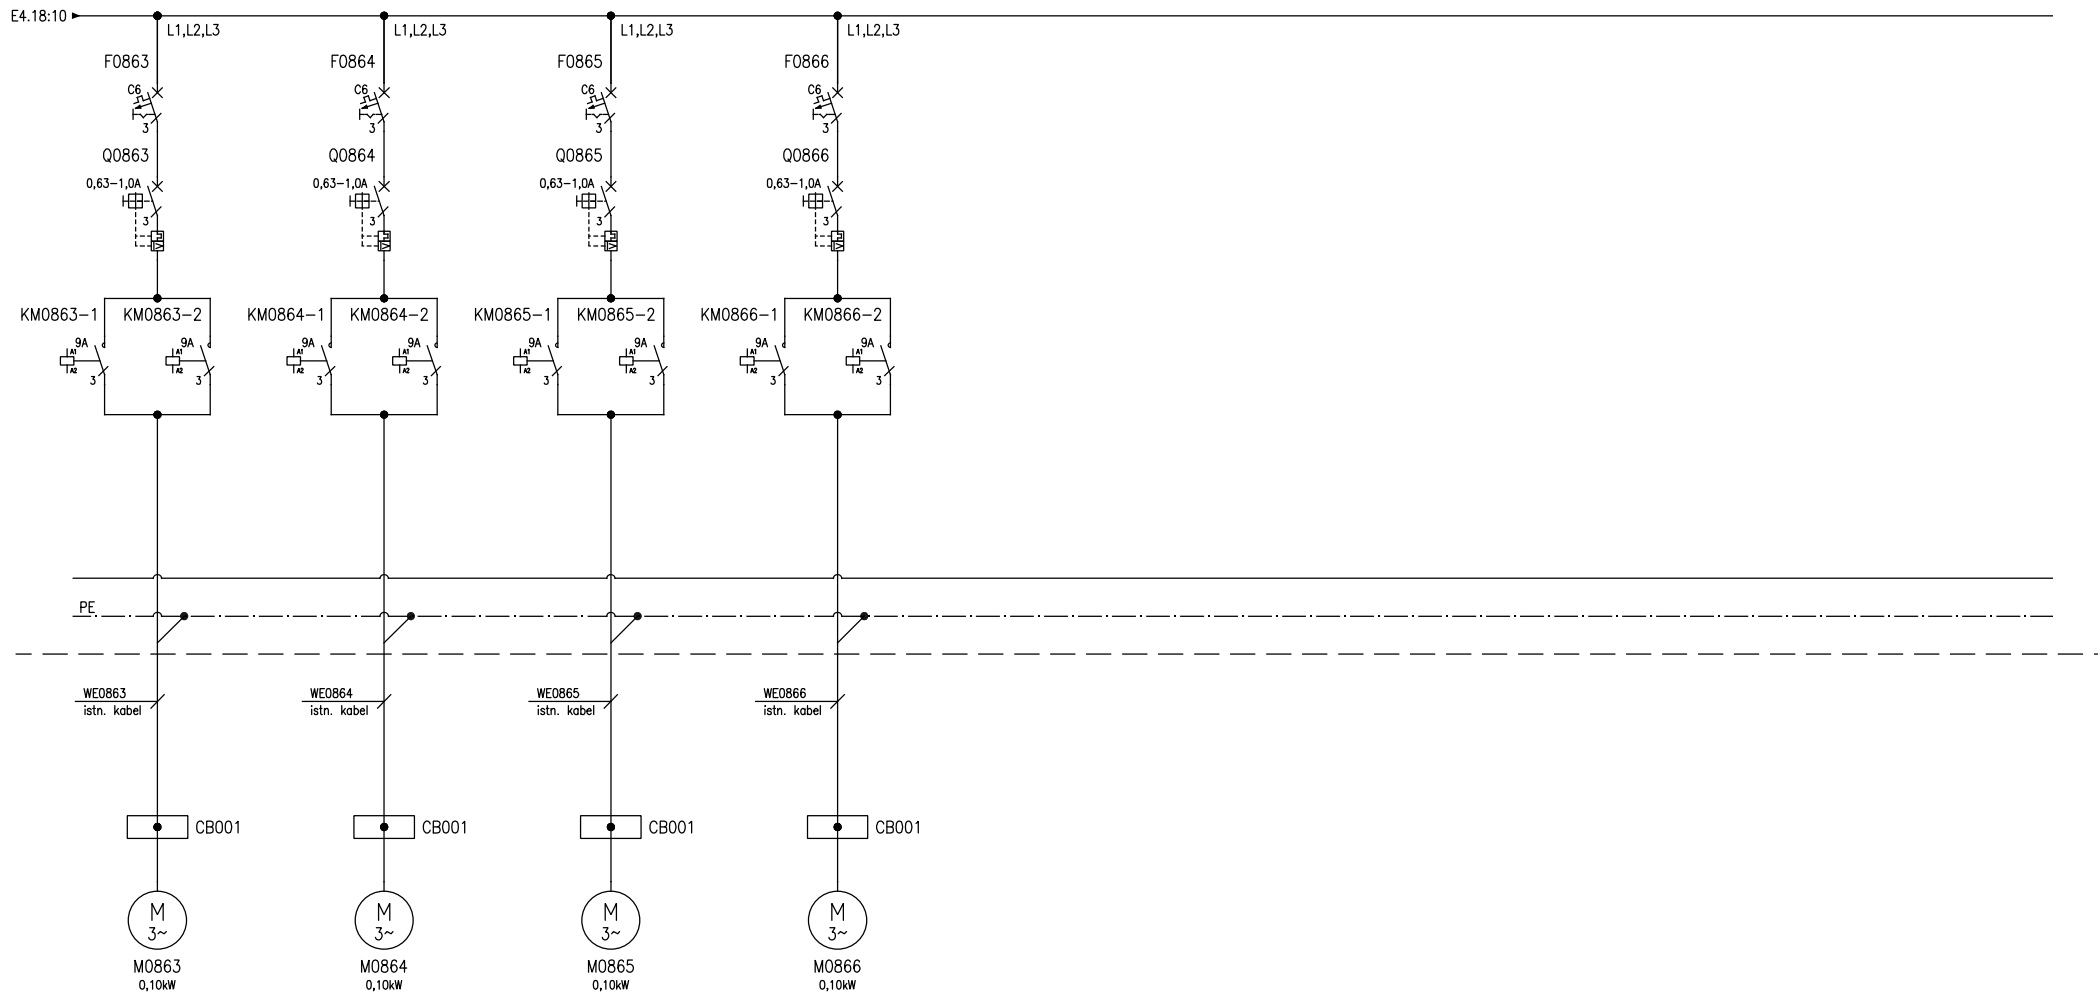 E4.18:10
L1,L2,L3 L1,L2,L3 L1,L2,L3 L1,L2,L3
F0863 F0864 F0865 F0866
C6 C6 C6 C6
3 3 3 3
Q0863 Q0864 Q0865 Q0866
0,63-1,0A 0,63-1,0A 0,63-1,0A 0,63-1,0A
3 3 3 3
KM0863-1 KM0863-2 KM0864-1 KM0864-2 KM0865-1 KM0865-2 KM0866-1 KM0866-2
9A 9A 9A 9A 9A 9A 9A 9A
A1 A1 A1 A1 A1 A1 A1 A1
A2 A2 A2 A2 A2 A2 A2 A2
3 3 3 3 3 3 3 3
PE
WE0863 WE0864 WE0865 WE0866
istn. kabel istn. kabel istn. kabel istn. kabel
CB001 CB001 CB001 CB001
M M M M
3~ 3~ 3~ 3~
M0863 M0864 M0865 M0866
0,10kW 0,10kW 0,10kW 0,10kW